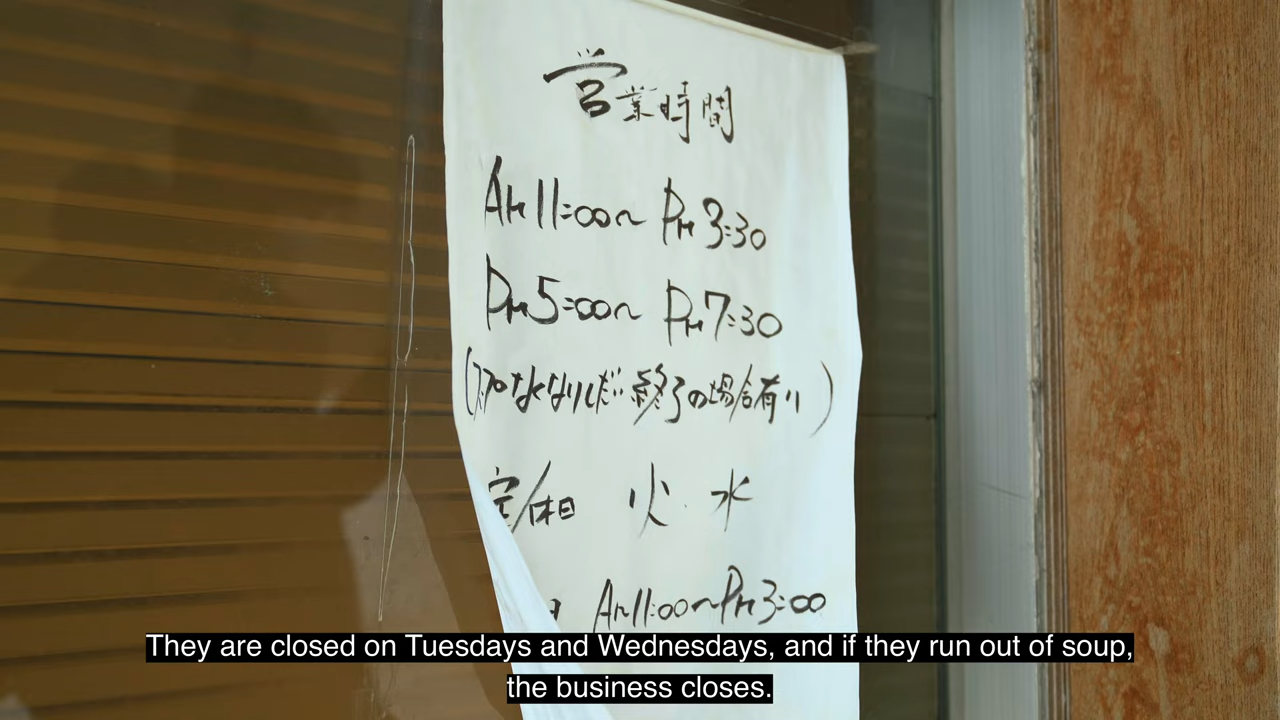 営業時間
AM11:00~PM3:30
PM5:00~PM7:30
(スープなくなりしだい終了の場合有り)
定休日 火.水
日 AM11:00~PM3:00
They are closed on Tuesdays and Wednesdays, and if they run out of soup,
the business closes.